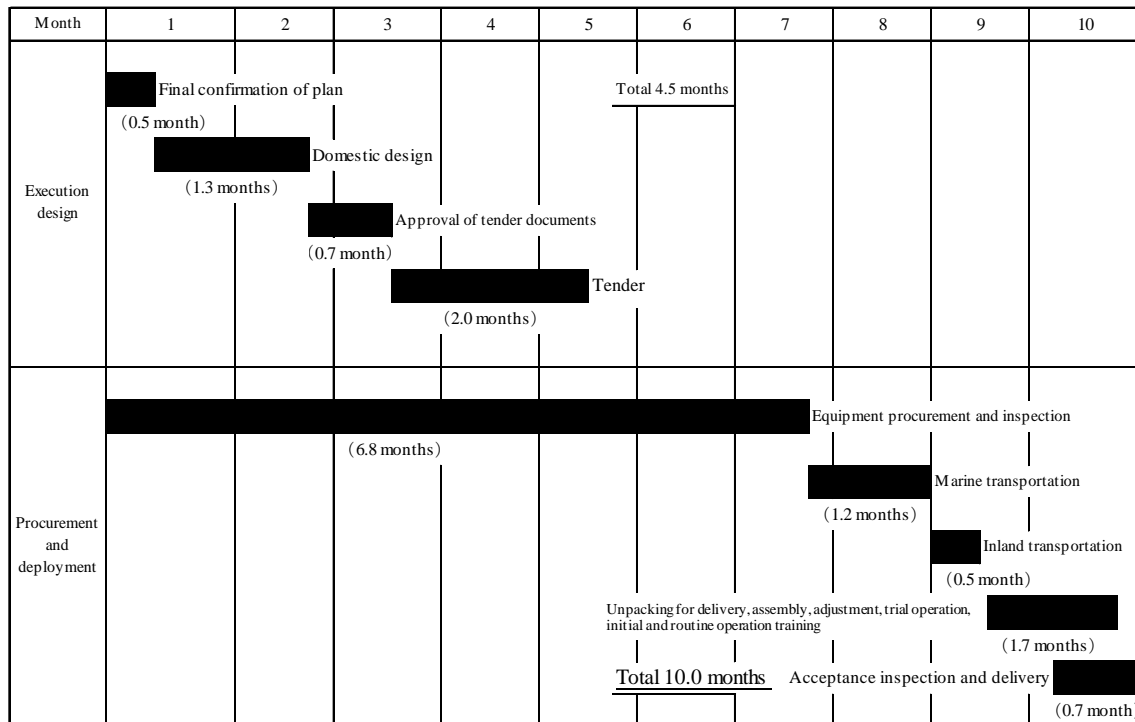 Month 1 2 3 4 5 6 7 8 9 10
Execution
design
Final confirmation of plan
Total 4.5 months
(0.5 month)
Domestic design
(1.3 months)
Approval of tender documents
(0.7 month)
Tender
(2.0 months)
Procurement
and
deployment
Equipment procurement and inspection
(6.8 months)
Marine transportation
(1.2 months)
Inland transportation
(0.5 month)
Unpacking for delivery, assembly, adjustment, trial operation,
initial and routine operation training
(1.7 months)
Total 10.0 months
Acceptance inspection and delivery
(0.7 month)